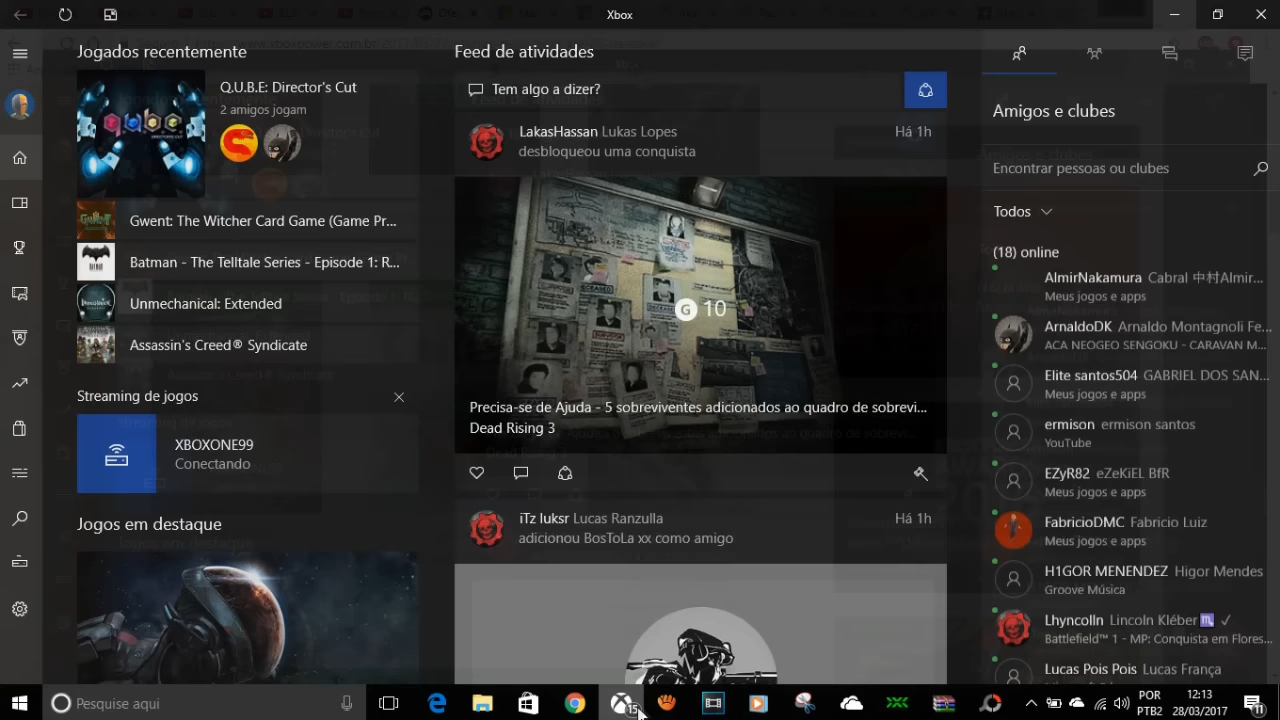 Xbox
Jogados recentemente
Q.U.B.E: Director's Cut
2 amigos jogam
Gwent: The Witcher Card Game (Game Pr...
Batman - The Telltale Series - Episode 1: R...
Unmechanical: Extended
Assassin's Creed® Syndicate
Streaming de jogos
XBOXONE99
Conectando
Jogos em destaque
Feed de atividades
Tem algo a dizer?
LakasHassan Lukas Lopes
Há 1h
desbloqueou uma conquista
G 10
Precisa-se de Ajuda - 5 sobreviventes adicionados ao quadro de sobrevi...
Dead Rising 3
iTz luksr Lucas Ranzulla
Há 1h
adicionou BosToLa xx como amigo
Amigos e clubes
Encontrar pessoas ou clubes
Todos
(18) online
AlmirNakamura Cabral 中村Almir...
Meus jogos e apps
ArnaldoDK Arnaldo Montagnoli Fe...
ACA NEOGEO SENGOKU - CARAVAN M...
Elite santos504 GABRIEL DOS SAN...
Meus jogos e apps
ermison ermison santos
YouTube
EZyR82 eZeKiEL BfR
Meus jogos e apps
FabricioDMC Fabricio Luiz
Meus jogos e apps
H1GOR MENENDEZ Higor Mendes
Groove Música
Lhyncolln Lincoln Kléber♏ ✓
Battlefield™ 1 - MP: Conquista em Flores...
Lucas Pois Pois Lucas França
Pesquise aqui
15
POR
PTB2
12:13
28/03/2017
11